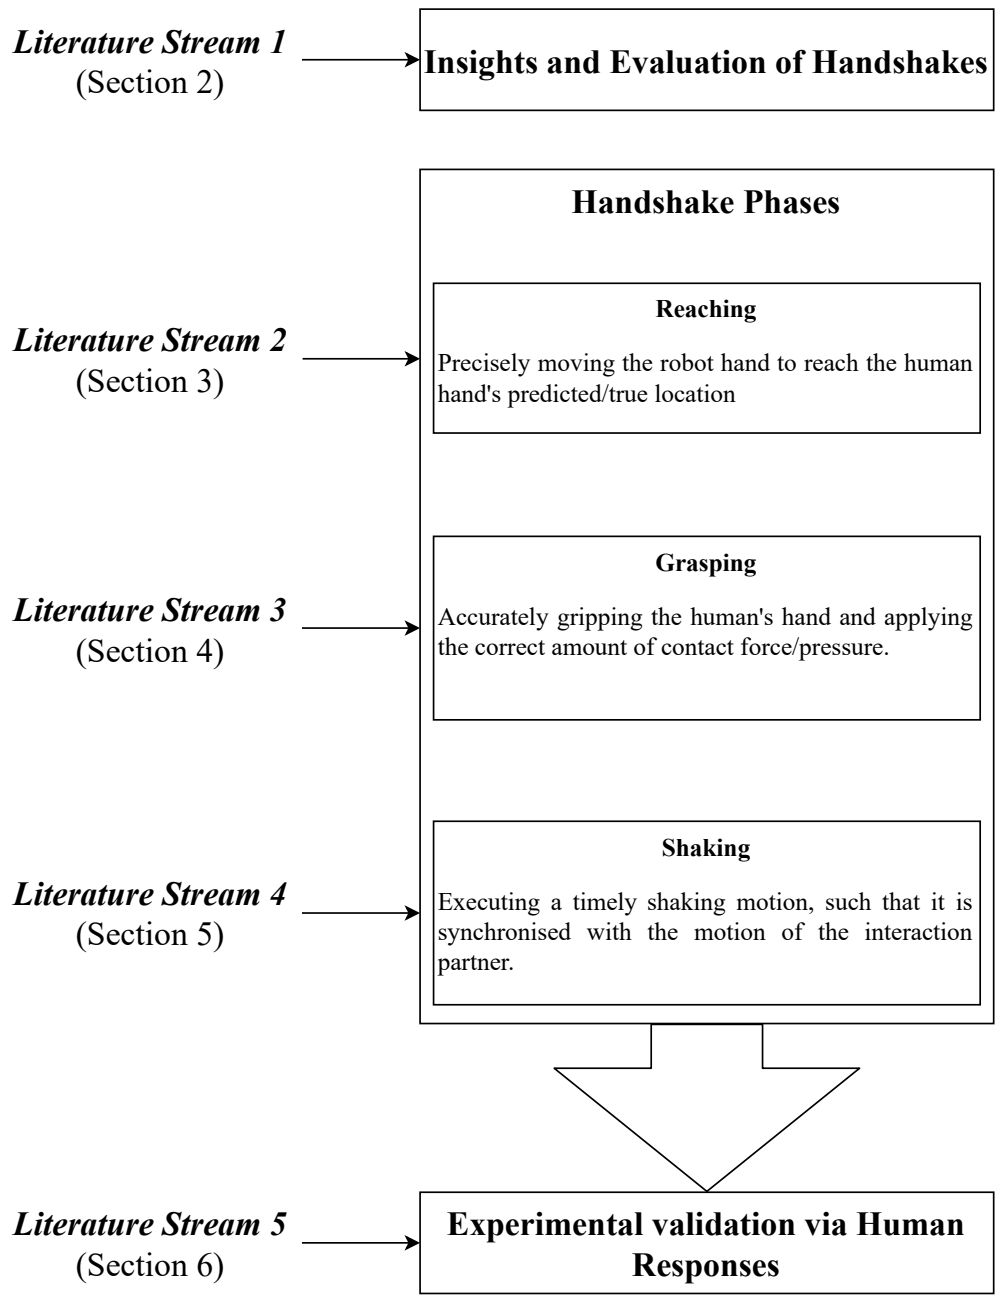 Literature Stream 1
(Section 2)
Insights and Evaluation of Handshakes
Handshake Phases
Literature Stream 2
(Section 3)
Reaching
Precisely moving the robot hand to reach the human
hand's predicted/true location
Literature Stream 3
(Section 4)
Grasping
Accurately gripping the human's hand and applying
the correct amount of contact force/pressure.
Literature Stream 4
(Section 5)
Shaking
Executing a timely shaking motion, such that it is
synchronised with the motion of the interaction
partner.
Literature Stream 5
(Section 6)
Experimental validation via Human
Responses